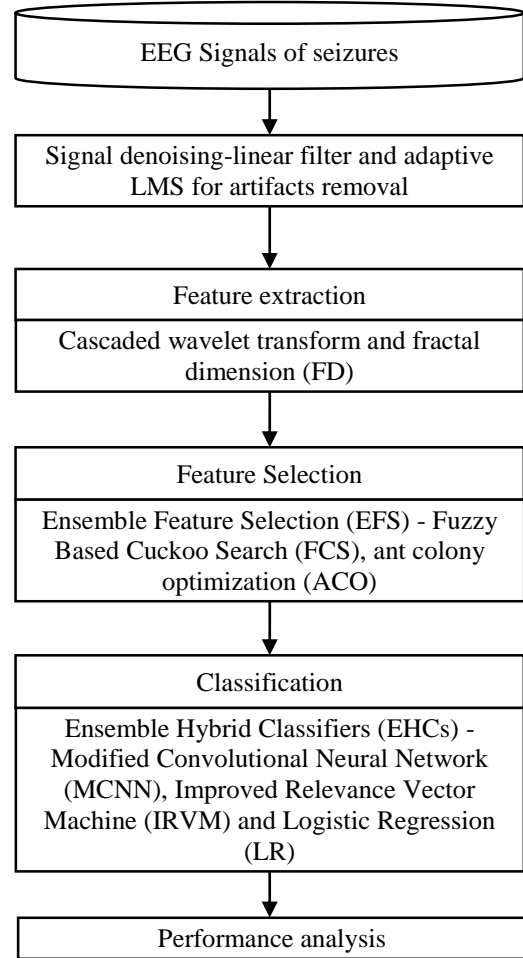 EEG Signals of seizures
Signal denoising-linear filter and adaptive
LMS for artifacts removal
Feature extraction
Cascaded wavelet transform and fractal
dimension (FD)
Feature Selection
Ensemble Feature Selection (EFS) - Fuzzy
Based Cuckoo Search (FCS), ant colony
optimization (ACO)
Classification
Ensemble Hybrid Classifiers (EHCs) -
Modified Convolutional Neural Network
(MCNN), Improved Relevance Vector
Machine (IRVM) and Logistic Regression
(LR)
Performance analysis